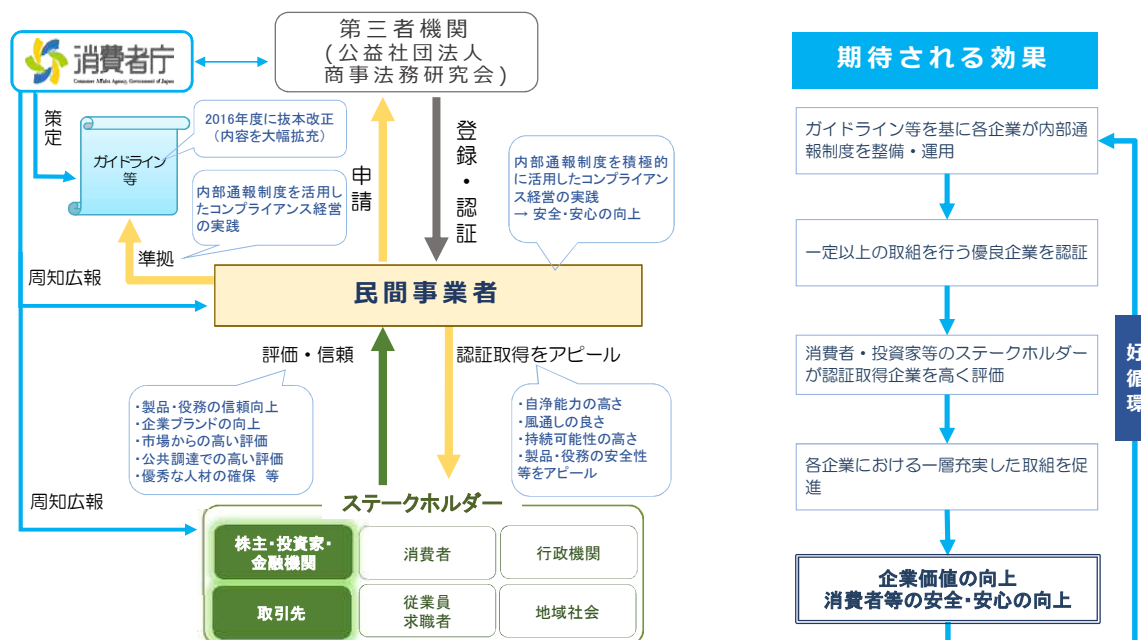 消費者庁
Consumer Affairs Agency, Government of Japan
第三者機関
(公益社団法人
商事法務研究会)
策定
ガイドライン
等
2016年度に抜本改正
(内容を大幅拡充)
申請
登録・認証
内部通報制度を活用し
たコンプライアンス経営
の実践
内部通報制度を積極的
に活用したコンプライアン
ス経営の実践
→ 安全・安心の向上
準拠
周知広報
民間事業者
評価・信頼
認証取得をアピール
・製品・役務の信頼向上
・企業ブランドの向上
・市場からの高い評価
・公共調達での高い評価
・優秀な人材の確保 等
・自浄能力の高さ
・風通しの良さ
・持続可能性の高さ
・製品・役務の安全性
等をアピール
周知広報
ステークホルダー
株主・投資家・
金融機関
消費者
行政機関
取引先
従業員
求職者
地域社会
期待される効果
ガイドライン等を基に各企業が内部通
報制度を整備・運用
一定以上の取組を行う優良企業を認証
消費者・投資家等のステークホルダー
が認証取得企業を高く評価
各企業における一層充実した取組を促
進
企業価値の向上
消費者等の安全・安心の向上
好循環